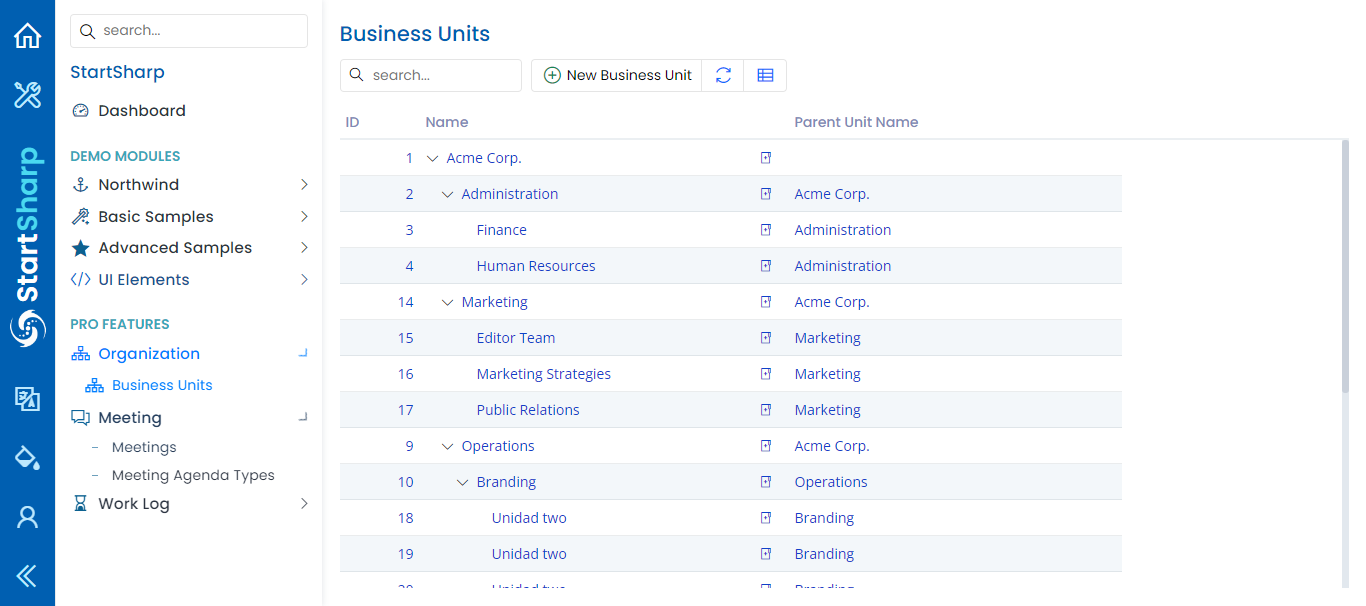 StartSharp
search...
StartSharp
Dashboard
DEMO MODULES
Northwind
Basic Samples
Advanced Samples
UI Elements
PRO FEATURES
Organization
Business Units
Meeting
Meetings
Meeting Agenda Types
Work Log
Business Units
search...
New Business Unit
ID Name Parent Unit Name
1 Acme Corp.
2 Administration Acme Corp.
3 Finance Administration
4 Human Resources Administration
14 Marketing Acme Corp.
15 Editor Team Marketing
16 Marketing Strategies Marketing
17 Public Relations Marketing
9 Operations Acme Corp.
10 Branding Operations
18 Unidad two Branding
19 Unidad two Branding
20 Unidad two Branding